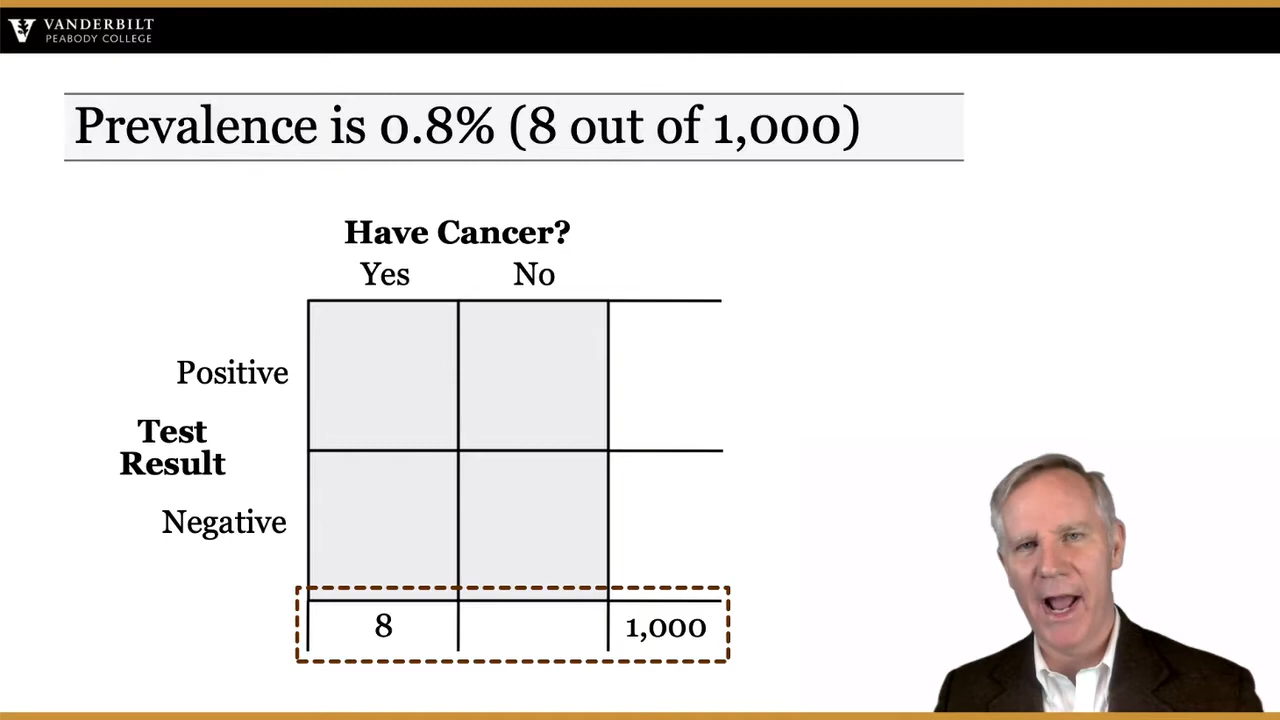 VANDERBILT
PEABODY COLLEGE
Prevalence is 0.8% (8 out of 1,000)
Have Cancer?
Yes No
Positive
Test
Result
Negative
8 1,000